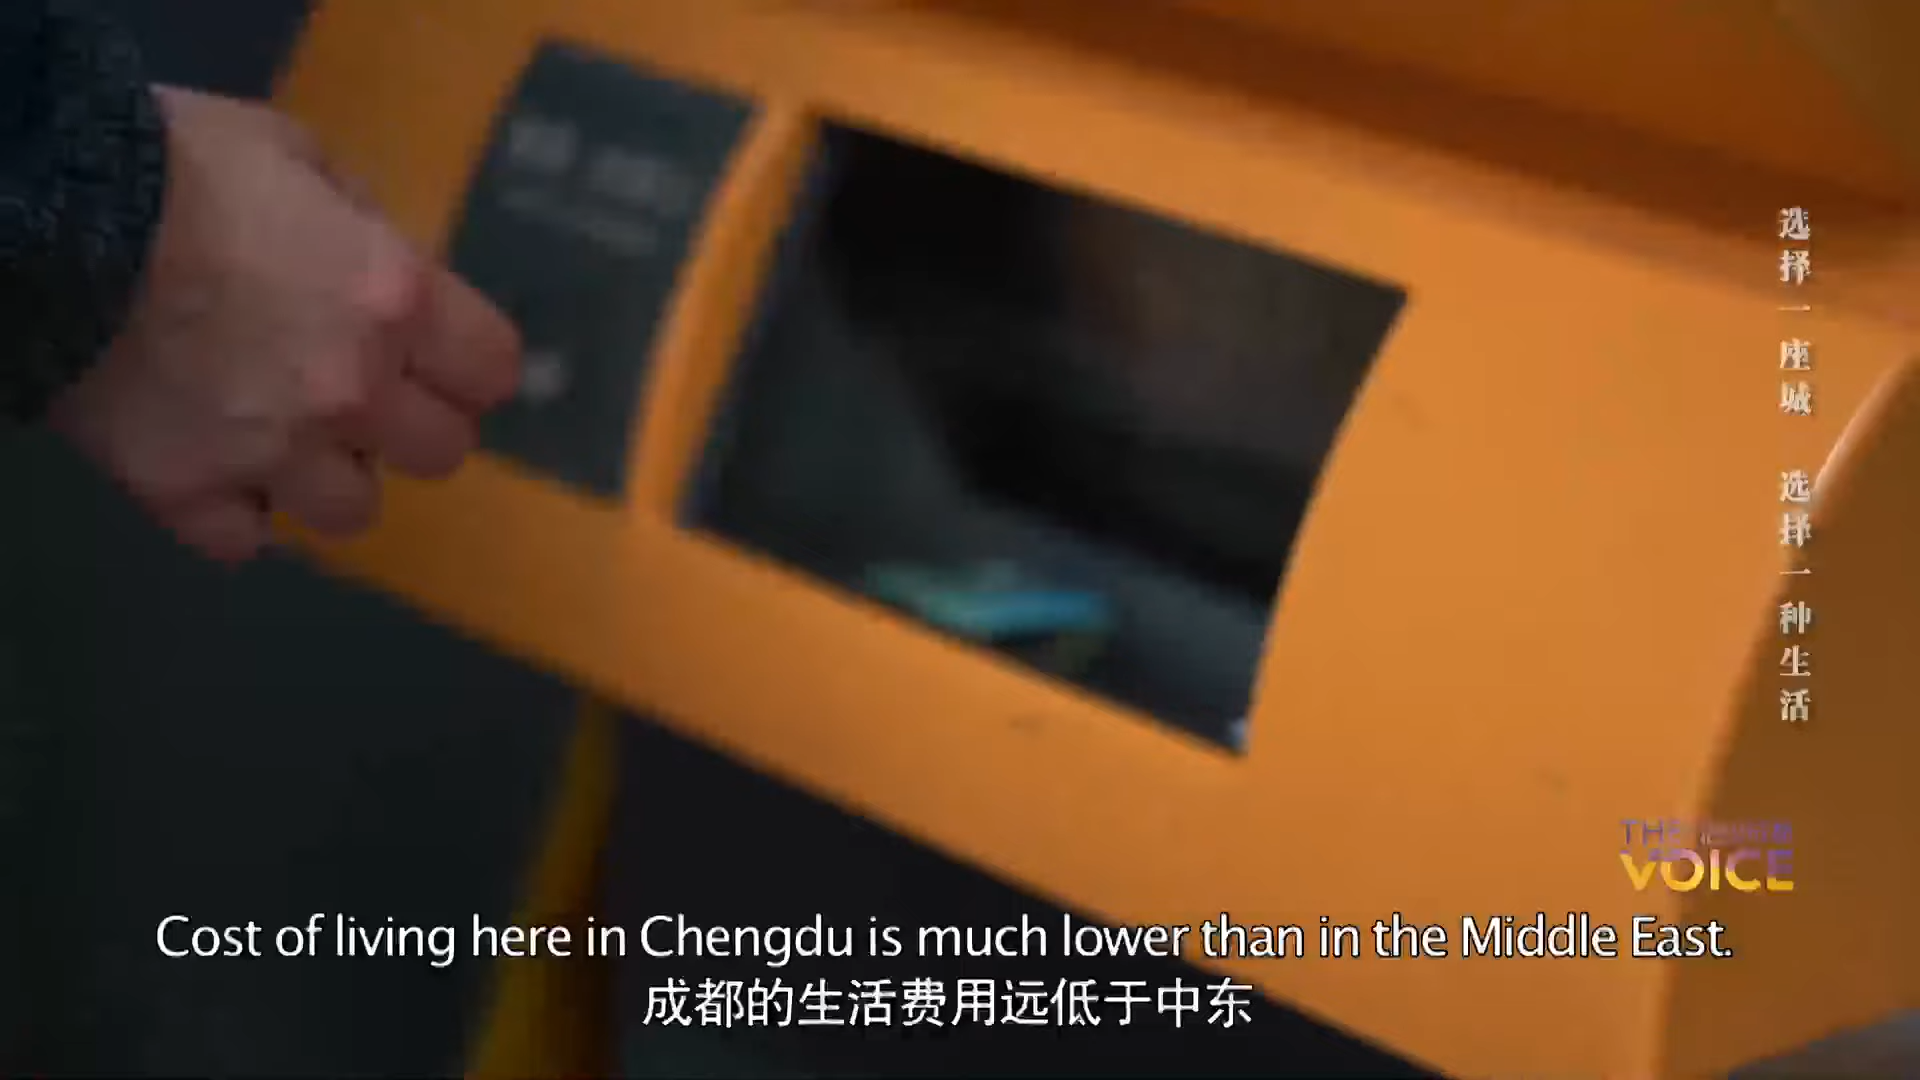 选择一座城 选择一种生活
THE
VOICE
Cost of living here in Chengdu is much lower than in the Middle East.
成都的生活费用远低于中东